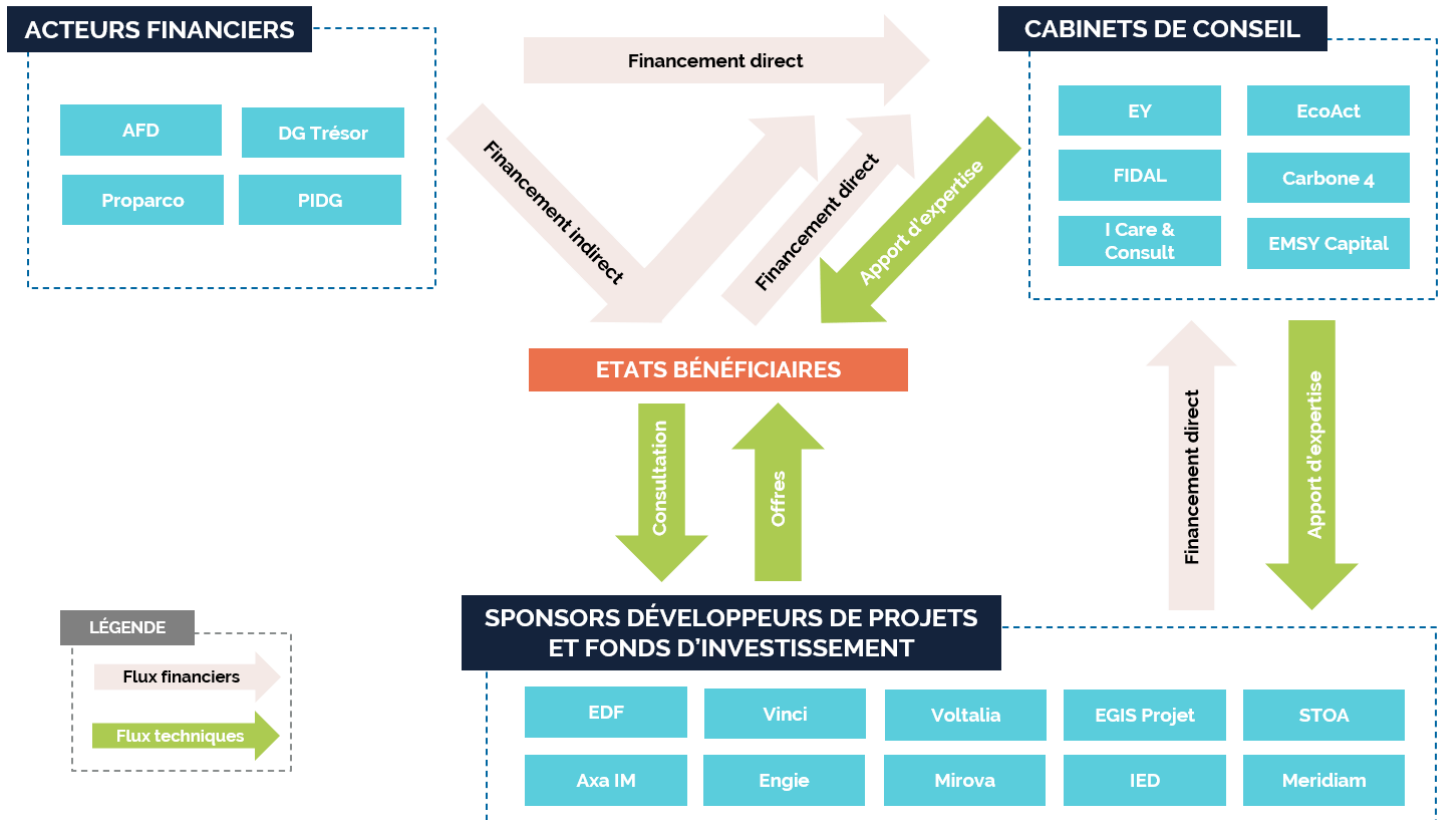 ACTEURS FINANCIERS
AFD
DG Trésor
Proparco
PIDG
Financement direct
Financement indirect
Financement direct
Apport d'expertise
CABINETS DE CONSEIL
EY
EcoAct
FIDAL
Carbone 4
I Care &
Consult
EMSY Capital
ETATS BÉNÉFICIAIRES
Consultation
Offres
Financement direct
Apport d'expertise
SPONSORS DÉVELOPPEURS DE PROJETS
ET FONDS D'INVESTISSEMENT
EDF
Vinci
Voltalia
EGIS Projet
STOA
Axa IM
Engie
Mirova
IED
Meridiam
LÉGENDE
Flux financiers
Flux techniques